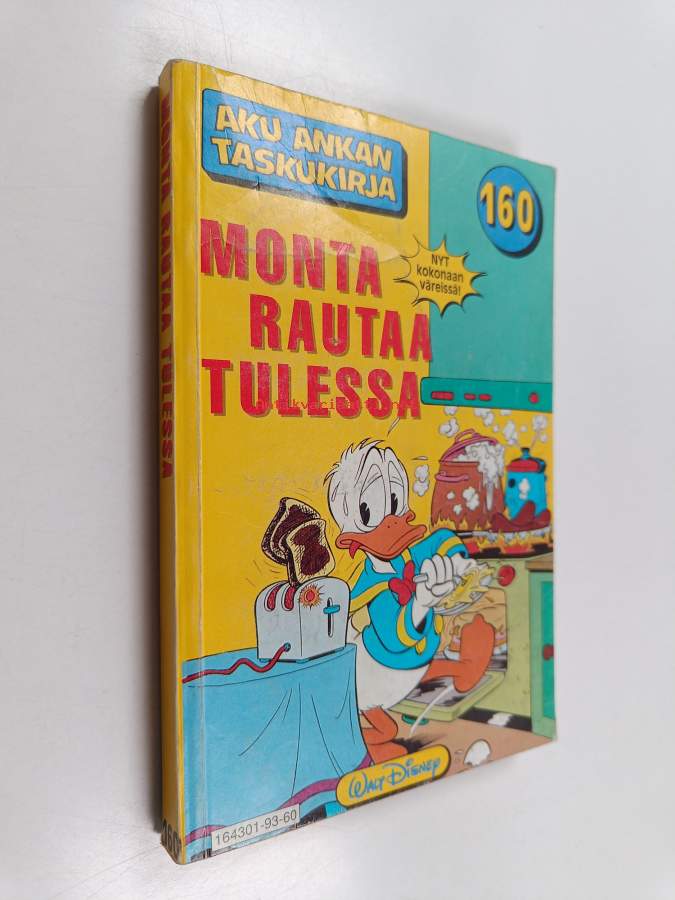 AKU ANKAN
TASKUKIRJA
160
MONTA
RAUTAA
TULESSA
NYT
kokonaan
väreissä!
WALT DISNEY
164301-93-60
MONTA RAUTAA TULESSA
160